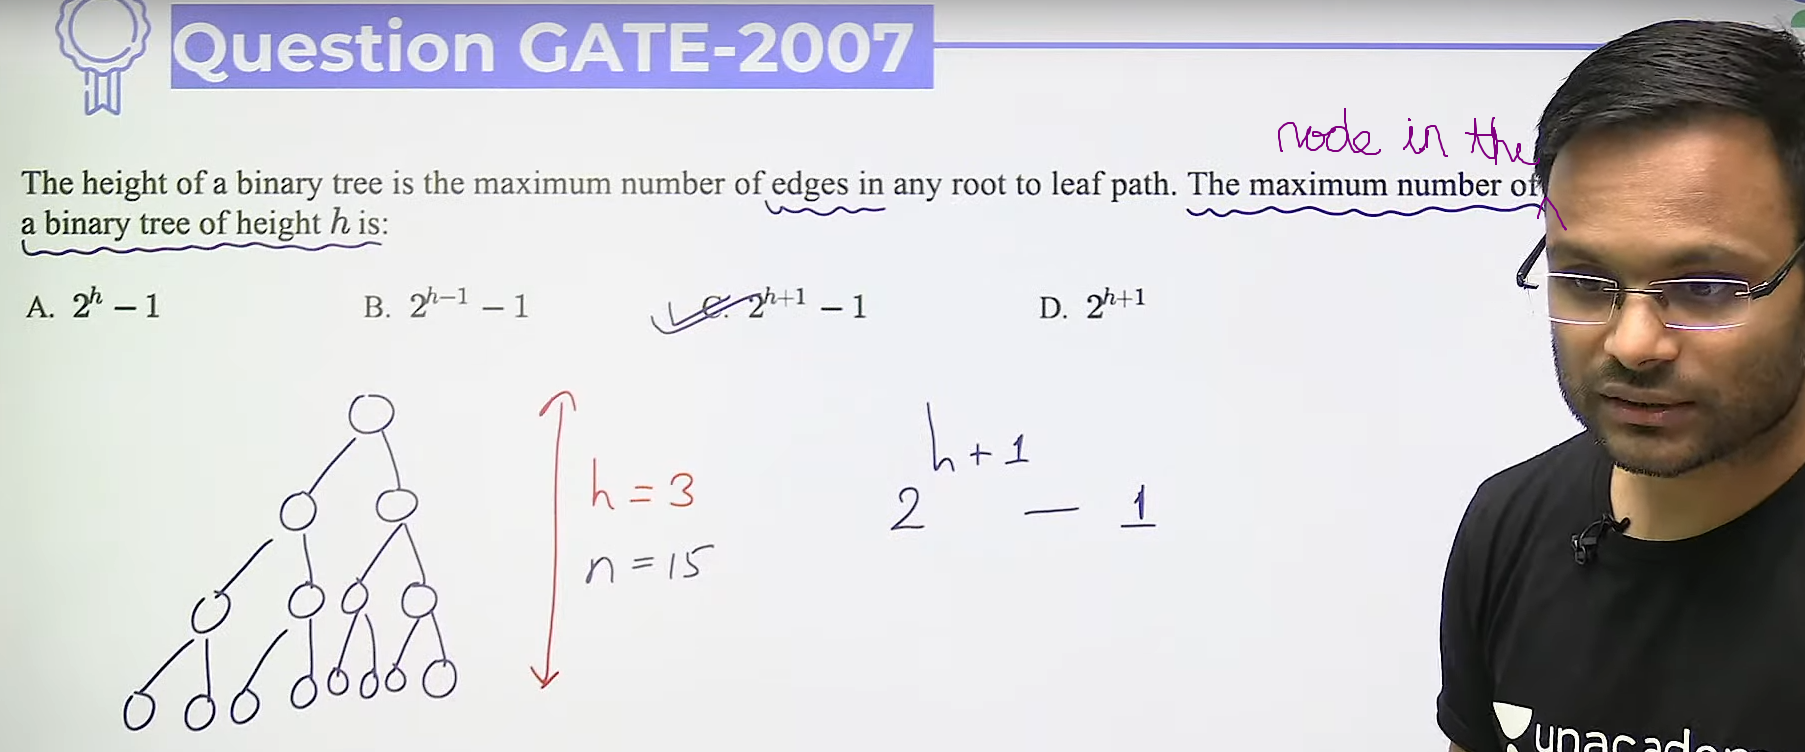 Question GATE-2007
node in the
The height of a binary tree is the maximum number of edges in any root to leaf path. The maximum number of
a binary tree of height h is:
A. 2^h − 1 B. 2^{h−1} − 1 C. 2^{h+1} − 1 D. 2^{h+1}
h = 3
n = 15
2^{h+1} − 1
unacade